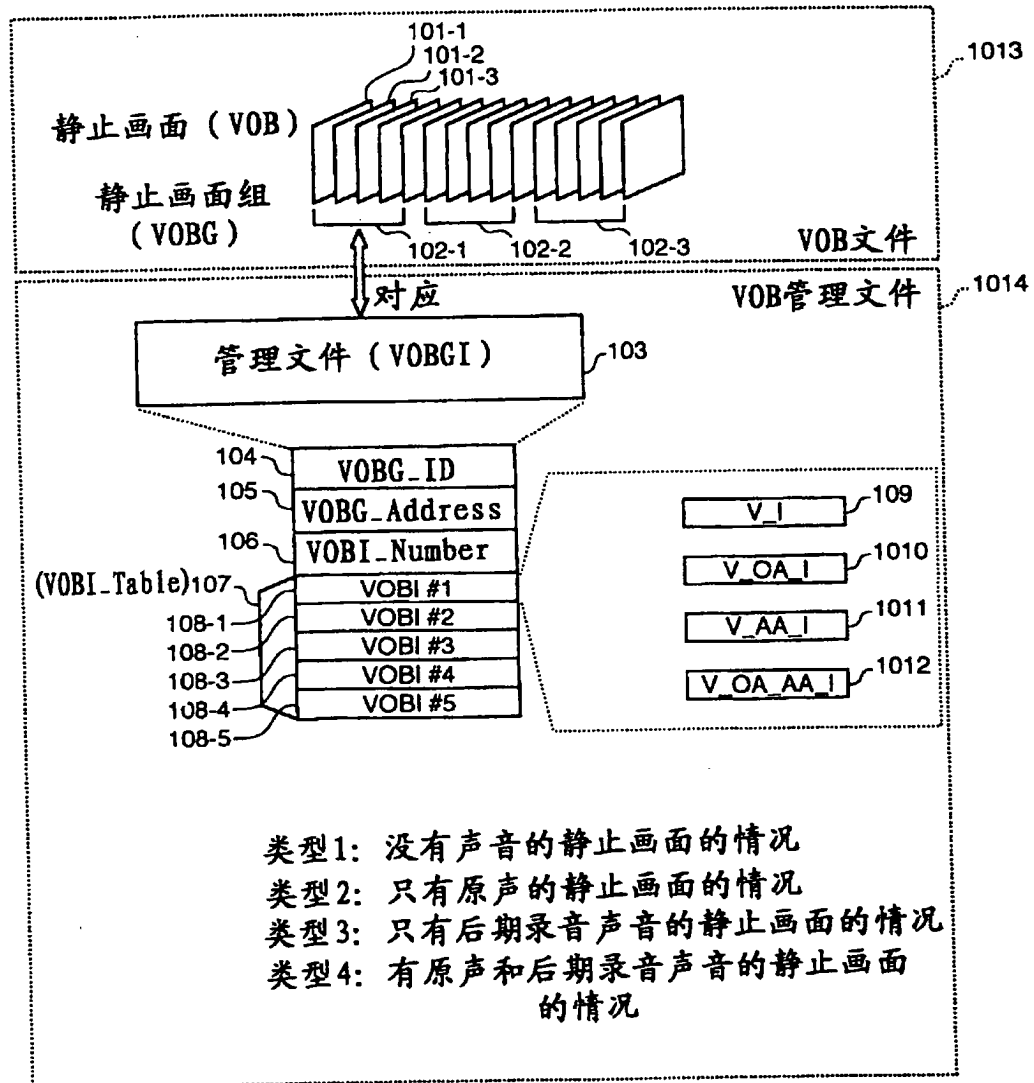 101-1
101-2
101-3
1013
静止画面（VOB）
静止画面组
（VOBG）
102-1
102-2
102-3
VOB文件
1014
对应
VOB管理文件
管理文件（VOBGI）
103
104
VOBG_ID
105
VOBG_Address
106
VOBI_Number
(VOBI_Table)107
VOBI #1
108-1
VOBI #2
108-2
VOBI #3
108-3
VOBI #4
108-4
VOBI #5
108-5
V_I
109
V_OA_I
1010
V_AA_I
1011
V_OA_AA_I
1012
类型1：没有声音的静止画面的情况
类型2：只有原声的静止画面的情况
类型3：只有后期录音声音的静止画面的情况
类型4：有原声和后期录音声音的静止画面
的情况